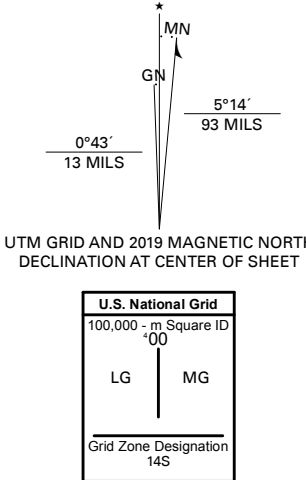 ★
MN
GN
5°14´
93 MILS
0°43´
13 MILS
UTM GRID AND 2019 MAGNETIC NORTH
DECLINATION AT CENTER OF SHEET
U.S. National Grid
100,000 - m Square ID
⁴00
LG MG
Grid Zone Designation
14S